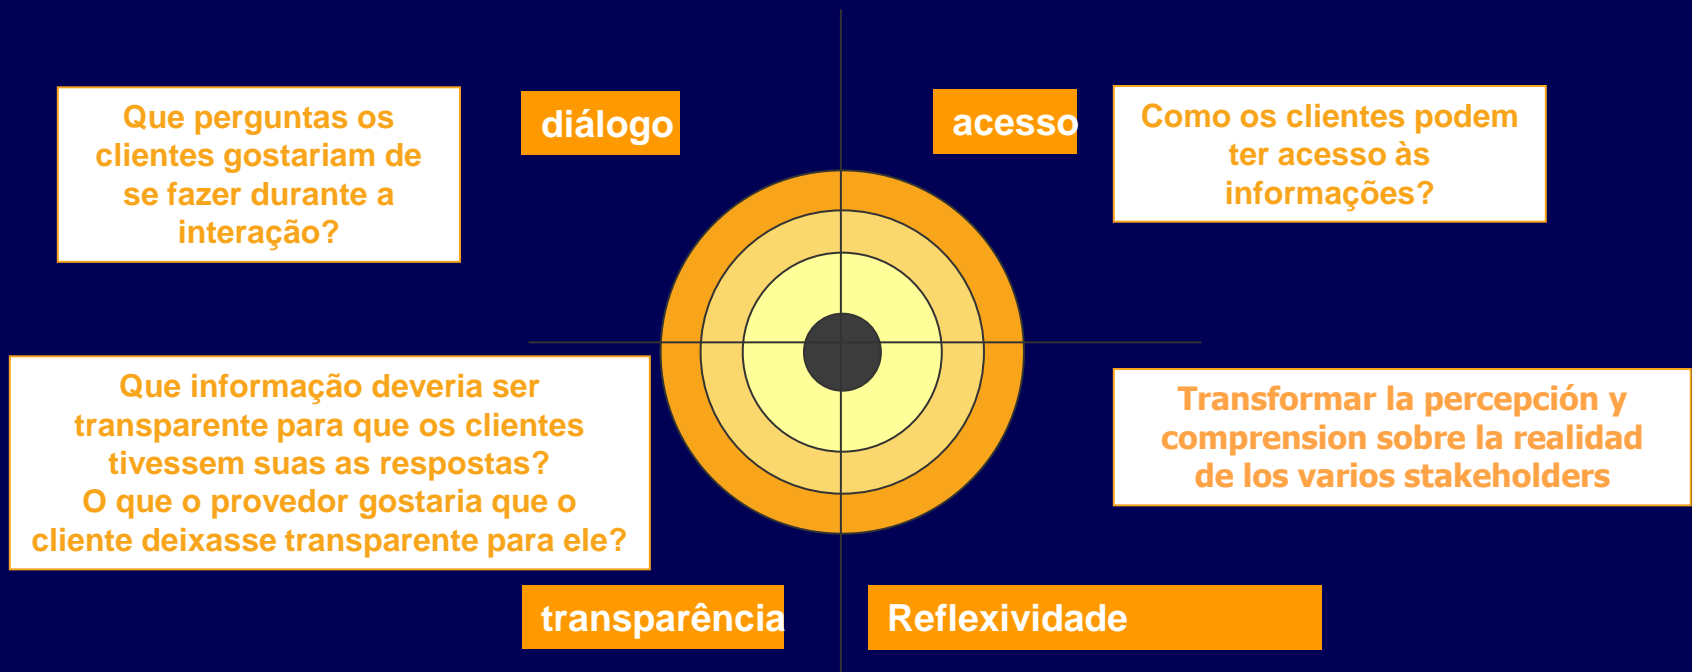 diálogo
Que perguntas os
clientes gostariam de
se fazer durante a
interação?
acesso
Como os clientes podem
ter acesso às
informações?
Que informação deveria ser
transparente para que os clientes
tivessem suas as respostas?
O que o provedor gostaria que o
cliente deixasse transparente para ele?
transparência
Transformar la percepción y
comprension sobre la realidad
de los varios stakeholders
Reflexividade